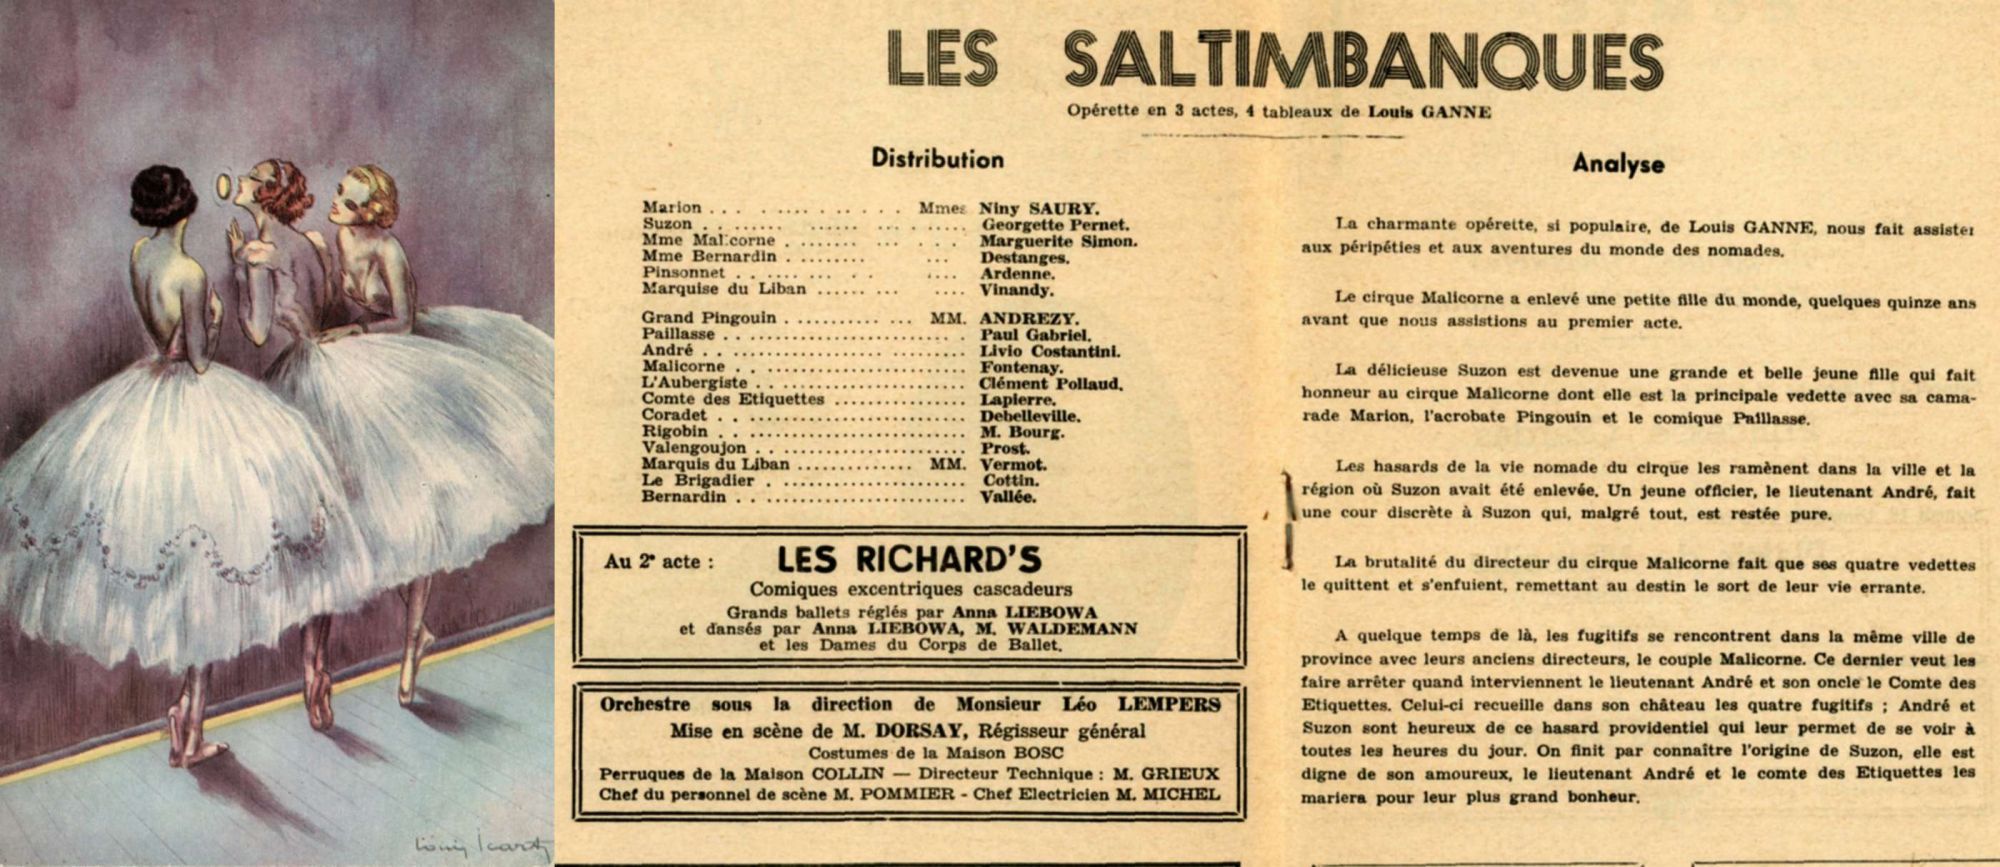 LES SALTIMBANQUES
Opérette en 3 actes, 4 tableaux de Louis GANNE
Distribution
Marion . . . . .... .. .. . . Mmes Niny SAURY.
Suzon . . ....... ...... .. ...... Georgette Pernet.
Mme Malicorne . ........ ... . . . Marguerite Simon.
Mme Bernardin . ........ ... Destanges.
Pinsonnet . . .... ... . . .... Ardenne.
Marquise du Liban ...... ... .... Vinandy.
Grand Pingouin . .......... ... MM. ANDREZY.
Paillasse . . ...................... . Paul Gabriel.
André . . ......................... Livio Costantini.
Malicorne . . ...................... Fontenay.
L'Aubergiste . . .................... Clément Pollaud.
Comte des Etiquettes ............... Lapierre.
Coradet . . ........................ Debelleville.
Rigobin . . ........................ M. Bourg.
Valengoujon . . .................... Prost.
Marquis du Liban .............. MM. Vermot.
Le Brigadier . .................... Cottin.
Bernardin . . ...................... Vallée.
Au 2e acte : LES RICHARD'S
Comiques excentriques cascadeurs
Grands ballets réglés par Anna LIEBOWA
et dansés par Anna LIEBOWA, M. WALDEMANN
et les Dames du Corps de Ballet.
Orchestre sous la direction de Monsieur Léo LEMPERS
Mise en scène de M. DORSAY, Régisseur général
Costumes de la Maison BOSC
Perruques de la Maison COLLIN — Directeur Technique : M. GRIEUX
Chef du personnel de scène M. POMMIER - Chef Electricien M. MICHEL
Analyse
La charmante opérette, si populaire, de Louis GANNE, nous fait assister
aux péripéties et aux aventures du monde des nomades.
Le cirque Malicorne a enlevé une petite fille du monde, quelques quinze ans
avant que nous assistions au premier acte.
La délicieuse Suzon est devenue une grande et belle jeune fille qui fait
honneur au cirque Malicorne dont elle est la principale vedette avec sa cama-
rade Marion, l'acrobate Pingouin et le comique Paillasse.
Les hasards de la vie nomade du cirque les ramènent dans la ville et la
région où Suzon avait été enlevée. Un jeune officier, le lieutenant André, fait
une cour discrète à Suzon qui, malgré tout, est restée pure.
La brutalité du directeur du cirque Malicorne fait que ses quatre vedettes
le quittent et s'enfuient, remettant au destin le sort de leur vie errante.
A quelque temps de là, les fugitifs se rencontrent dans la même ville de
province avec leurs anciens directeurs, le couple Malicorne. Ce dernier veut les
faire arrêter quand interviennent le lieutenant André et son oncle le Comte des
Etiquettes. Celui-ci recueille dans son château les quatre fugitifs ; André et
Suzon sont heureux de ce hasard providentiel qui leur permet de se voir à
toutes les heures du jour. On finit par connaître l'origine de Suzon, elle est
digne de son amoureux, le lieutenant André et le comte des Etiquettes les
mariera pour leur plus grand bonheur.
Louis Icart